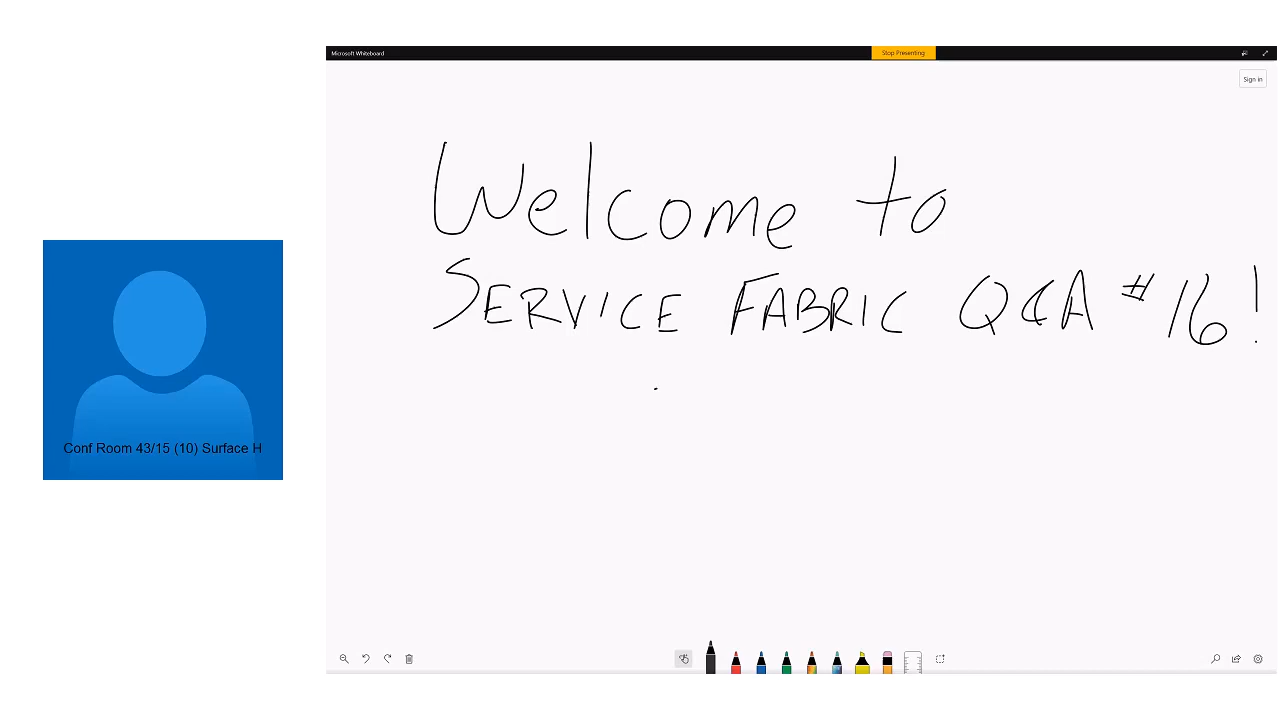 Microsoft Whiteboard
Stop Presenting
Sign in
Welcome to
SERVICE FABRIC Q&A #16!
Conf Room 43/15 (10) Surface H